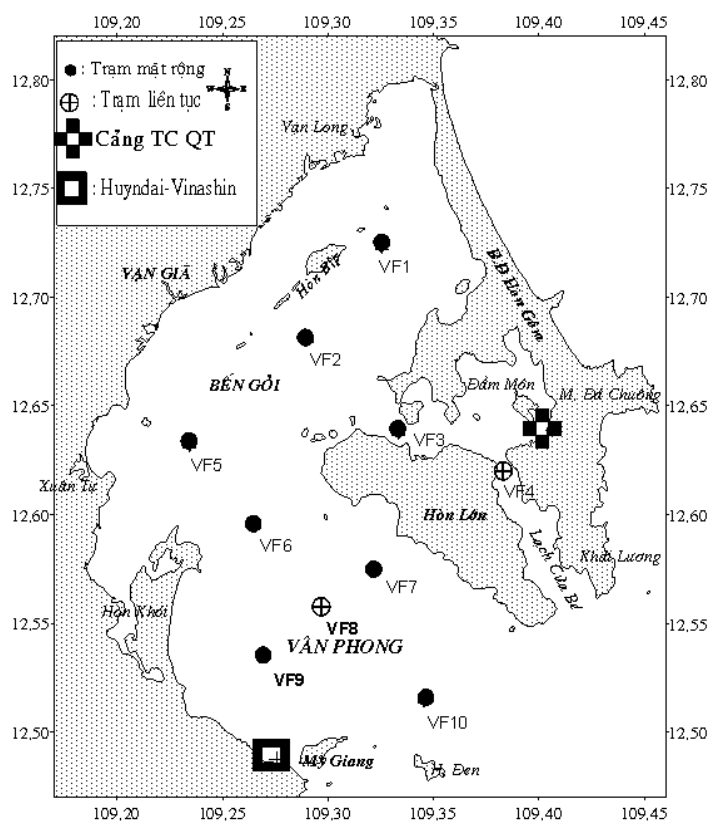 109,20 109,25 109,30 109,35 109,40 109,45
12,80 12,80
: Trạm mặt rộng
N
W E
S
: Trạm liên tục
Cảng TC QT
Vạn Long
12,75 12,75
: Huyndai-Vinashin
VẠN GIÃ
Hòn Bịp
VF1
B.Đ Hòn Gốm
12,70 12,70
VF2
BẾN GỎI
Đầm Môn
M. Đá Chuông
12,65 12,65
VF3
VF5
Xuân Tự
VF4
12,60 12,60
Hòn Lớn
VF6
Lạch Cửa Bé
Khải Lương
VF7
Hòn Khói
12,55 12,55
VF8
VÂN PHONG
VF9
VF10
12,50 12,50
Mỹ Giang
H. Đen
109,20 109,25 109,30 109,35 109,40 109,45